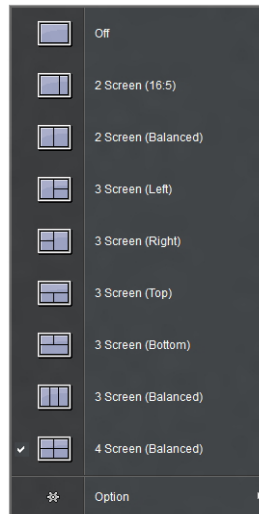 Off
2 Screen (16:5)
2 Screen (Balanced)
3 Screen (Left)
3 Screen (Right)
3 Screen (Top)
3 Screen (Bottom)
3 Screen (Balanced)
4 Screen (Balanced)
Option